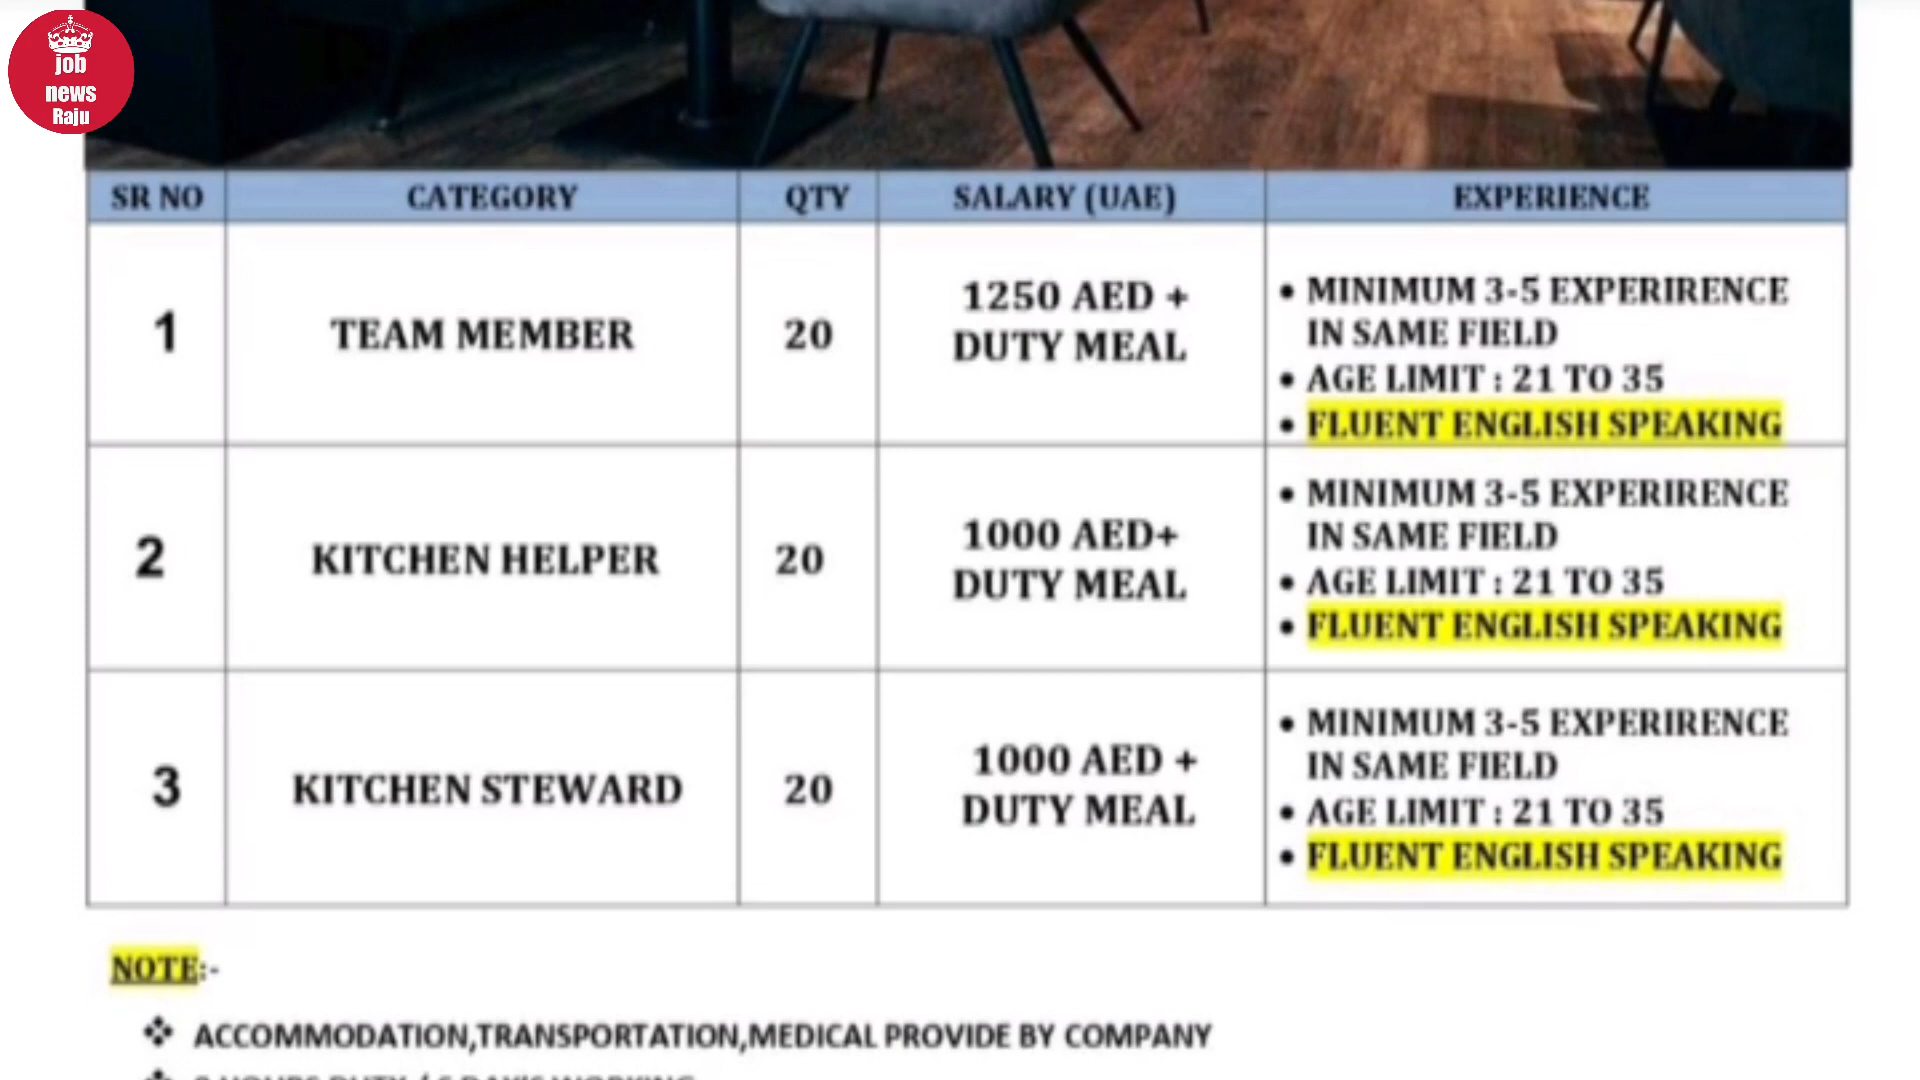 job
news
Raju
SR NO CATEGORY QTY SALARY (UAE) EXPERIENCE
1 TEAM MEMBER 20 1250 AED +
DUTY MEAL
• MINIMUM 3-5 EXPERIRENCE
IN SAME FIELD
• AGE LIMIT : 21 TO 35
• FLUENT ENGLISH SPEAKING
2 KITCHEN HELPER 20 1000 AED+
DUTY MEAL
• MINIMUM 3-5 EXPERIRENCE
IN SAME FIELD
• AGE LIMIT : 21 TO 35
• FLUENT ENGLISH SPEAKING
3 KITCHEN STEWARD 20 1000 AED +
DUTY MEAL
• MINIMUM 3-5 EXPERIRENCE
IN SAME FIELD
• AGE LIMIT : 21 TO 35
• FLUENT ENGLISH SPEAKING
NOTE:-
❖ ACCOMMODATION,TRANSPORTATION,MEDICAL PROVIDE BY COMPANY
HOURS DUTY / DAY'S WORKING